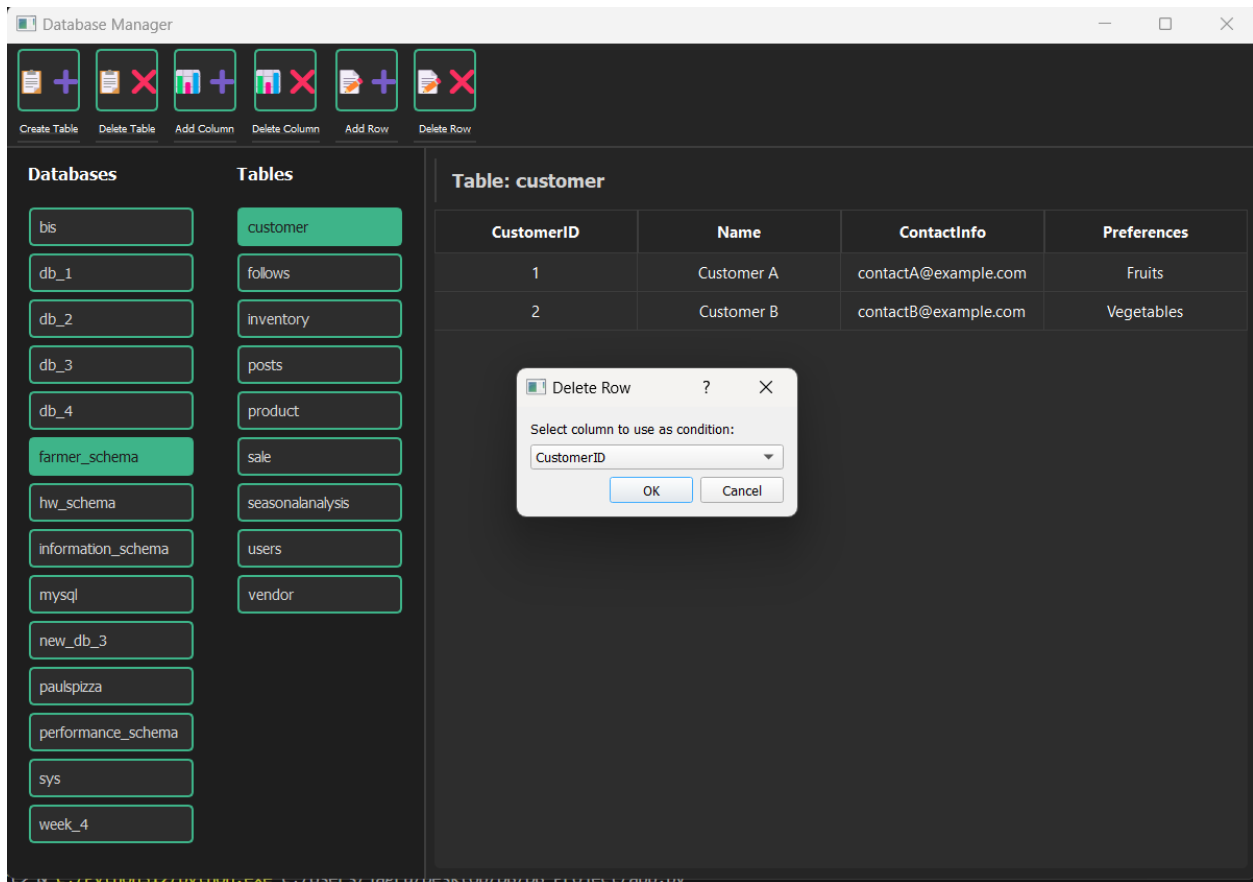 Database Manager
Create Table
Delete Table
Add Column
Delete Column
Add Row
Delete Row
Databases
bis
db_1
db_2
db_3
db_4
farmer_schema
hw_schema
information_schema
mysql
new_db_3
paulspizza
performance_schema
sys
week_4
Tables
customer
follows
inventory
posts
product
sale
seasonalanalysis
users
vendor
Table: customer
CustomerID Name ContactInfo Preferences
1 Customer A contactA@example.com Fruits
2 Customer B contactB@example.com Vegetables
Delete Row ?
Select column to use as condition:
CustomerID
OK Cancel